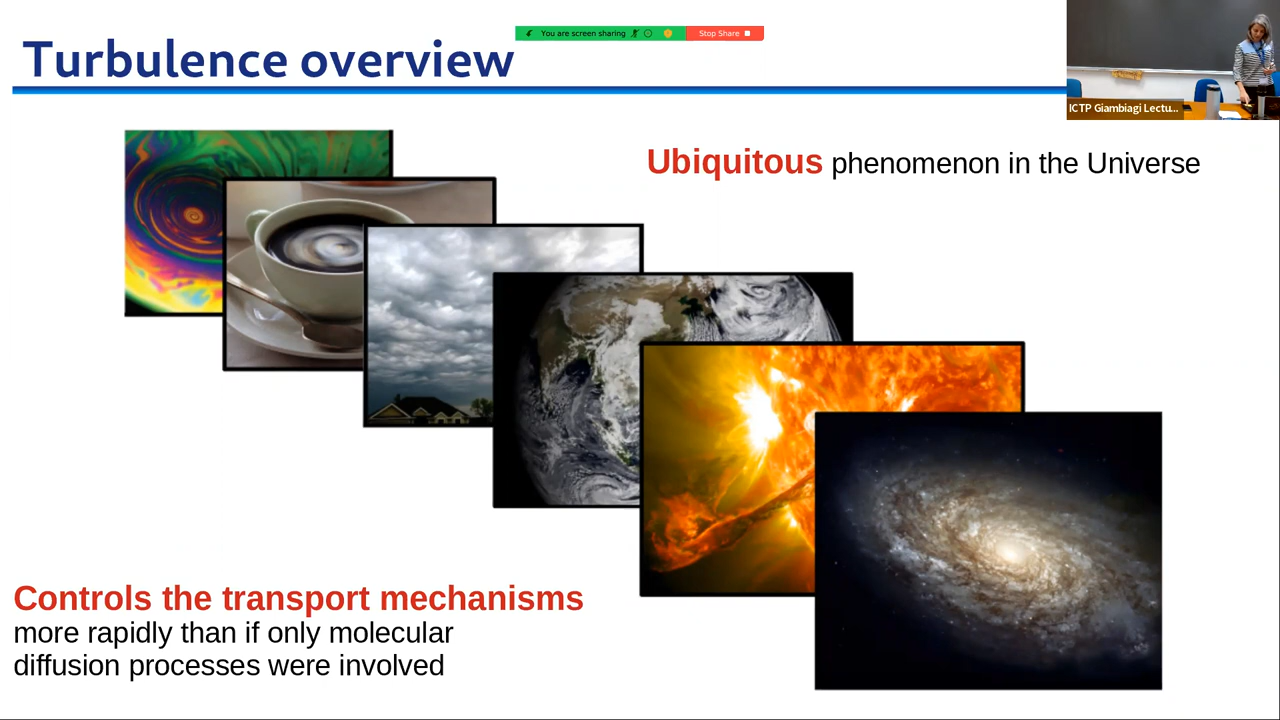 You are screen sharing
Stop Share
Turbulence overview
ICTP Giambiagi Lectu...
Ubiquitous phenomenon in the Universe
Controls the transport mechanisms
more rapidly than if only molecular
diffusion processes were involved